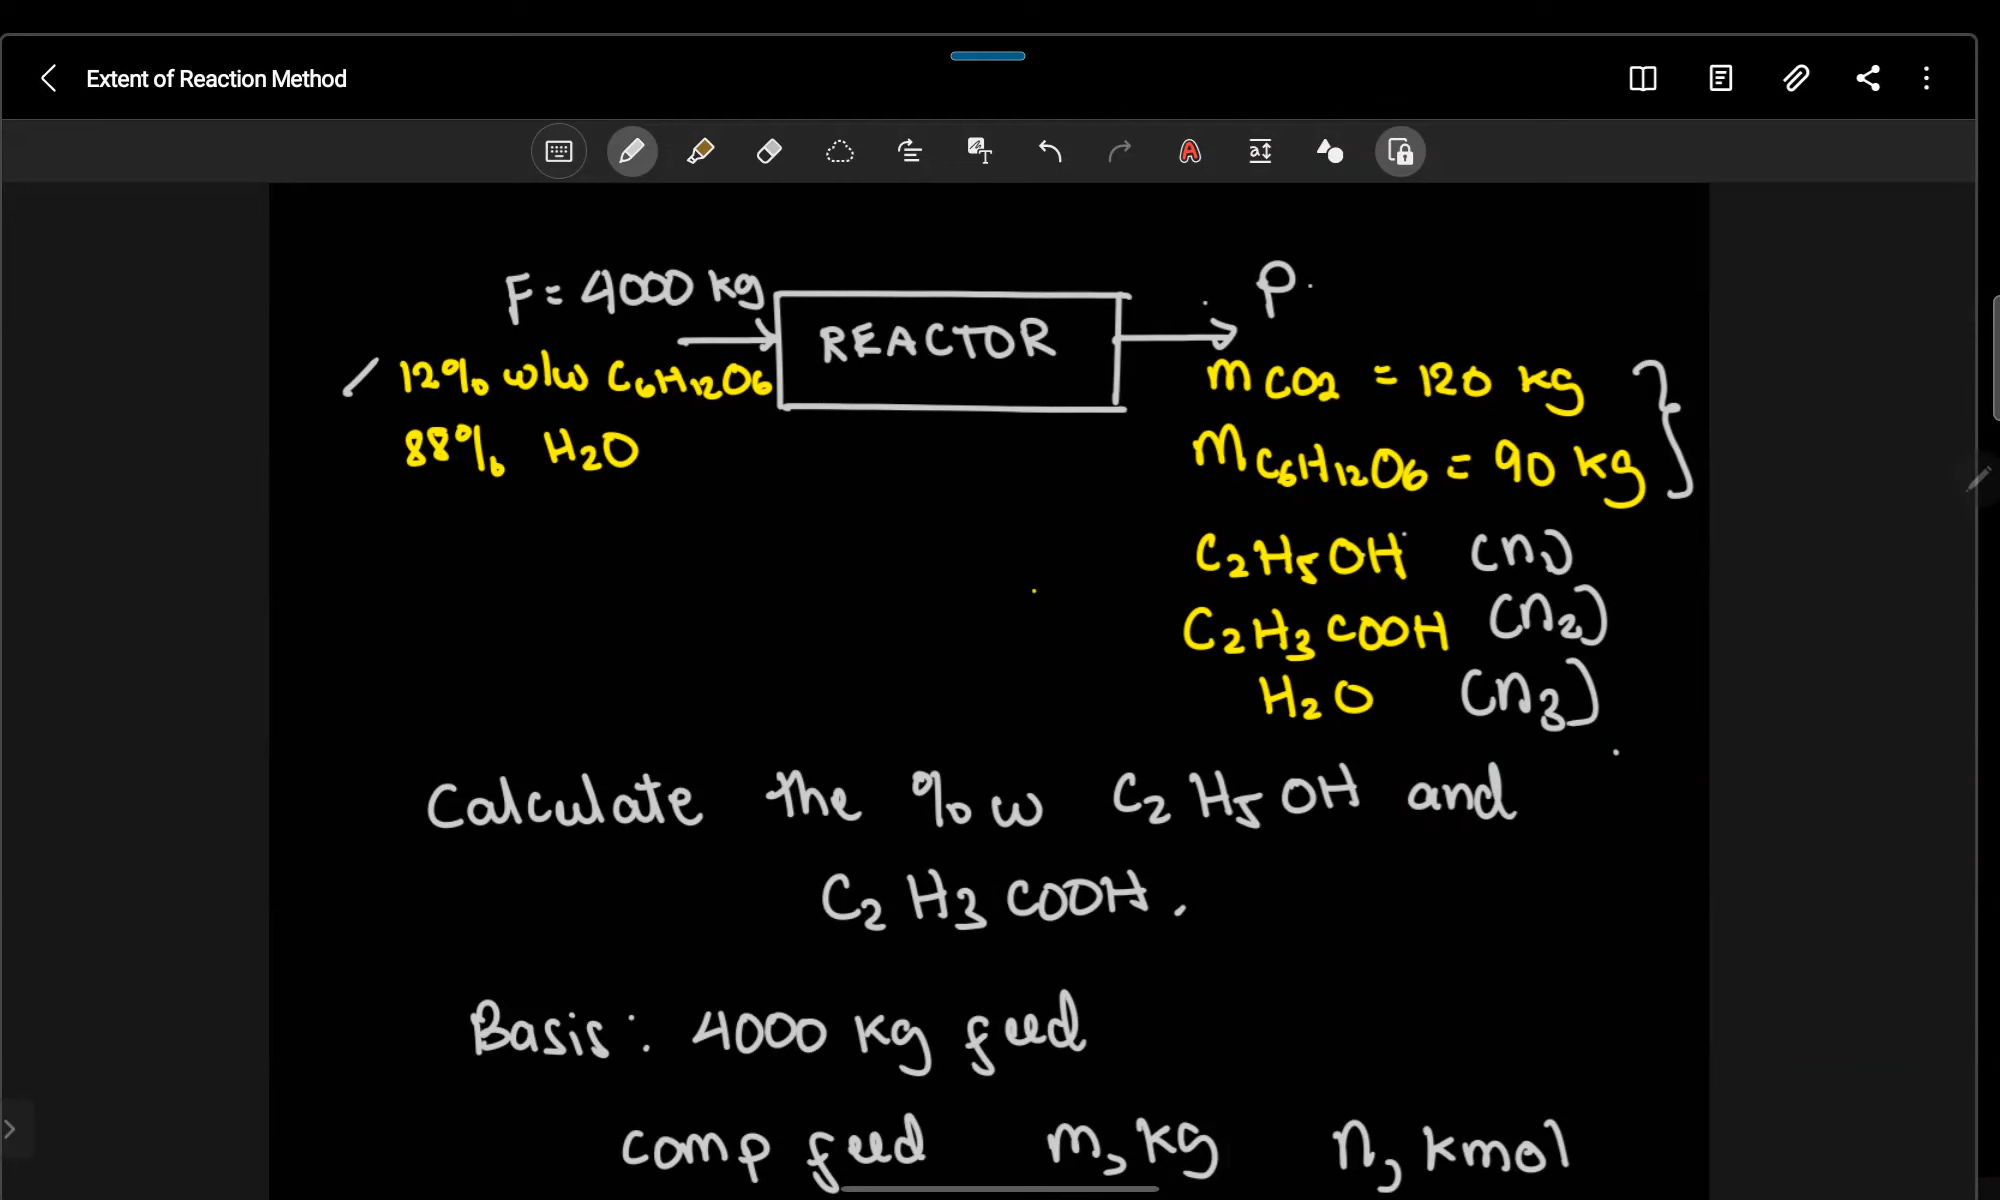 Extent of Reaction Method
F = 4000 kg
P
REACTOR
12% w/w C6H12O6
88% H2O
m CO2 = 120 kg
m C6H12O6 = 90 kg
C2H5OH (n1)
C2H3COOH (n2)
H2O (n3)
Calculate the %w C2H5OH and
C2H3COOH.
Basis: 4000 kg feed
comp feed m, kg n, kmol